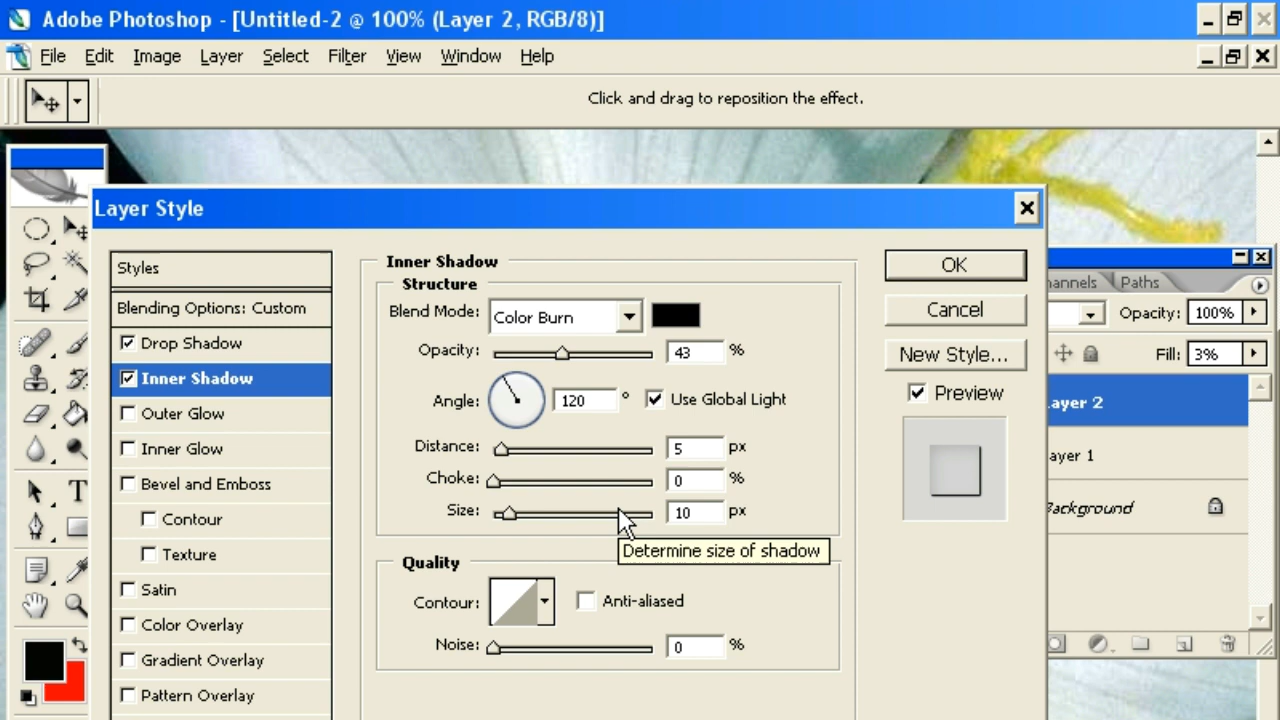 Adobe Photoshop - [Untitled-2 @ 100% (Layer 2, RGB/8)]
File Edit Image Layer Select Filter View Window Help
Click and drag to reposition the effect.
Layer Style
Styles
Blending Options: Custom
Drop Shadow
Inner Shadow
Outer Glow
Inner Glow
Bevel and Emboss
Contour
Texture
Satin
Color Overlay
Gradient Overlay
Pattern Overlay
Inner Shadow
Structure
Blend Mode: Color Burn
Opacity: 43 %
Angle: 120 ° Use Global Light
Distance: 5 px
Choke: 0 %
Size: 10 px
Determine size of shadow
Quality
Contour: Anti-aliased
Noise: 0 %
OK
Cancel
New Style...
Preview
hannels Paths
Opacity: 100%
Fill: 3%
ayer 2
ayer 1
Background